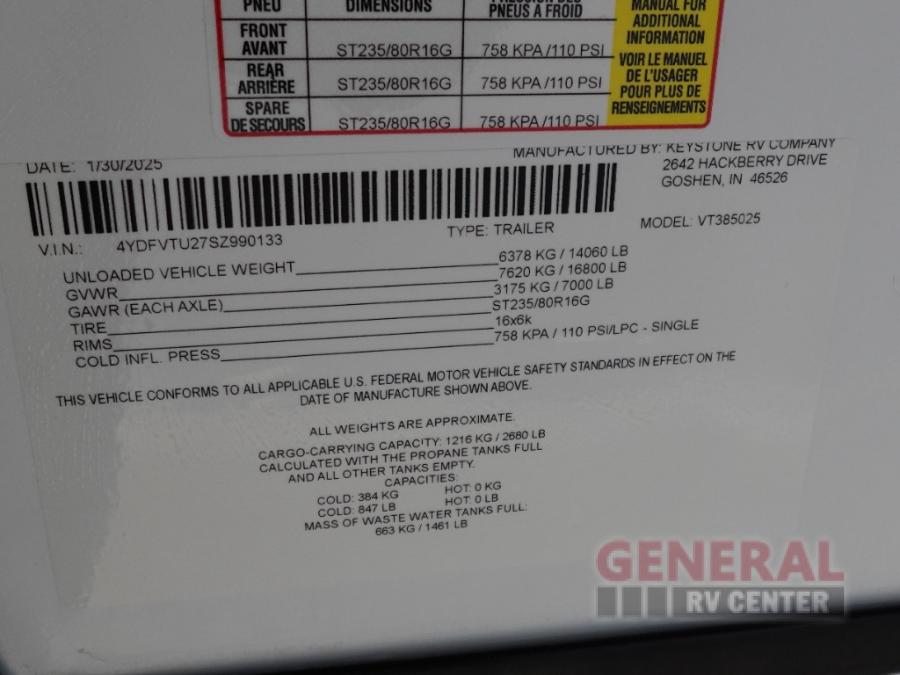 PNEU DIMENSIONS PRESSION DES
PNEUS A FROID
MANUAL FOR
ADDITIONAL
INFORMATION
VOIR LE MANUEL
DE L'USAGER
POUR PLUS DE
RENSEIGNEMENTS
FRONT
AVANT ST235/80R16G 758 KPA /110 PSI
REAR
ARRIÈRE ST235/80R16G 758 KPA /110 PSI
SPARE
DE SECOURS ST235/80R16G 758 KPA /110 PSI
DATE: 1/30/2025
MANUFACTURED BY: KEYSTONE RV COMPANY
2642 HACKBERRY DRIVE
GOSHEN, IN 46526
V.I.N.: 4YDFVTU27SZ990133 TYPE: TRAILER MODEL: VT385025
UNLOADED VEHICLE WEIGHT 6378 KG / 14060 LB
GVWR 7620 KG / 16800 LB
GAWR (EACH AXLE) 3175 KG / 7000 LB
TIRE ST235/80R16G
RIMS 16x6k
COLD INFL. PRESS 758 KPA / 110 PSI/LPC - SINGLE
THIS VEHICLE CONFORMS TO ALL APPLICABLE U.S. FEDERAL MOTOR VEHICLE SAFETY STANDARDS IN EFFECT ON THE
DATE OF MANUFACTURE SHOWN ABOVE.
ALL WEIGHTS ARE APPROXIMATE.
CARGO-CARRYING CAPACITY: 1216 KG / 2680 LB
CALCULATED WITH THE PROPANE TANKS FULL
AND ALL OTHER TANKS EMPTY.
CAPACITIES:
COLD: 384 KG HOT: 0 KG
COLD: 847 LB HOT: 0 LB
MASS OF WASTE WATER TANKS FULL:
663 KG / 1461 LB
GENERAL
RV CENTER